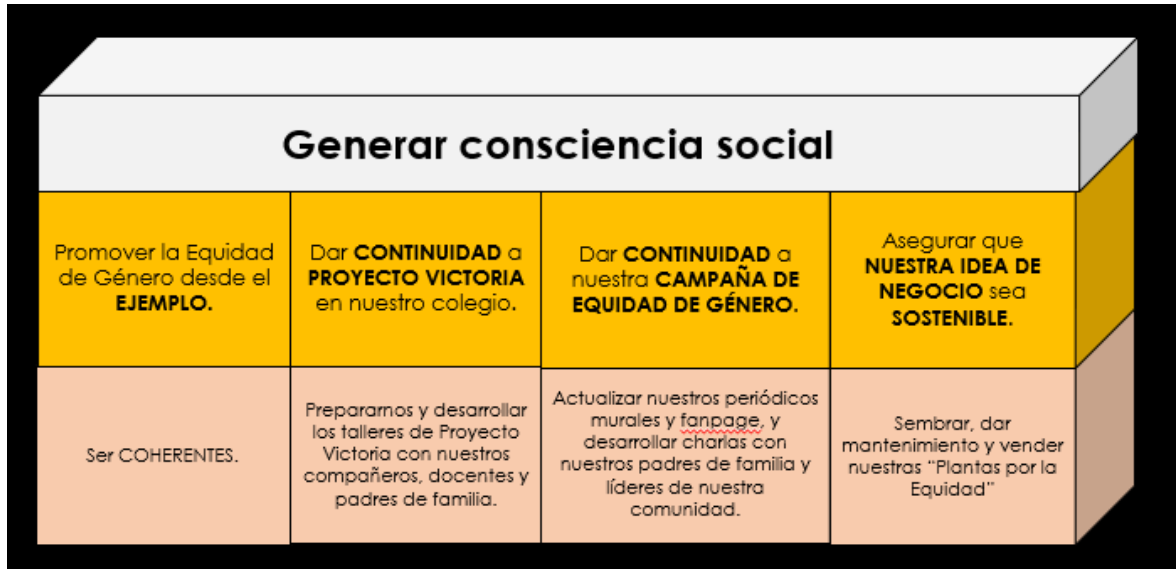 Generar consciencia social
Promover la Equidad
de Género desde el
EJEMPLO.
Dar CONTINUIDAD a
PROYECTO VICTORIA
en nuestro colegio.
Dar CONTINUIDAD a
nuestra CAMPAÑA DE
EQUIDAD DE GÉNERO.
Asegurar que
NUESTRA IDEA DE
NEGOCIO sea
SOSTENIBLE.
Ser COHERENTES.
Prepararnos y desarrollar
los talleres de Proyecto
Victoria con nuestros
compañeros, docentes y
padres de familia.
Actualizar nuestros periódicos
murales y fanpage, y
desarrollar charlas con
nuestros padres de familia y
líderes de nuestra
comunidad.
Sembrar, dar
mantenimiento y vender
nuestras “Plantas por la
Equidad”